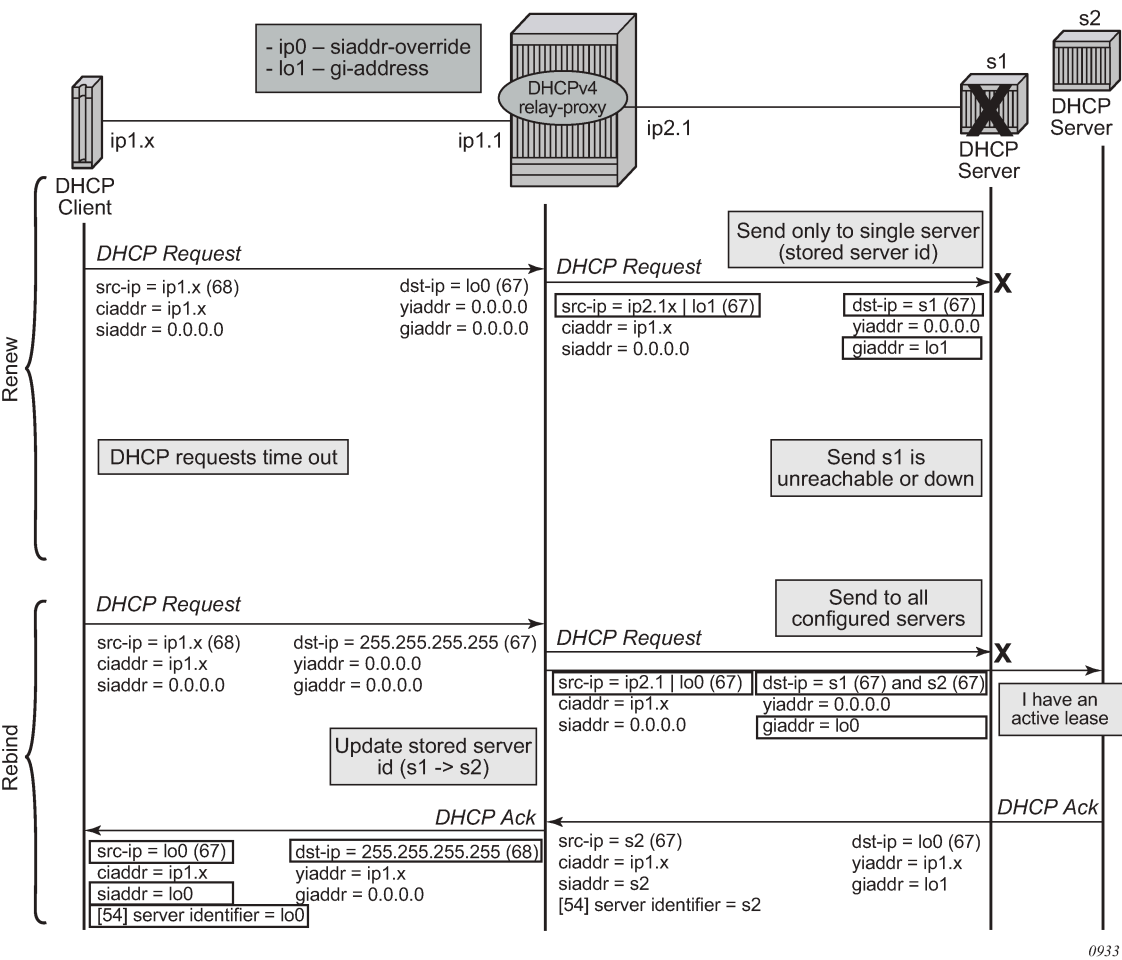 s2
- ip0 – siaddr-override
- lo1 – gi-address
s1
DHCPv4
relay-proxy
DHCP
Server
ip1.x
ip1.1
ip2.1
DHCP
Server
DHCP
Client
Renew
Send only to single server
(stored server id)
DHCP Request
src-ip = ip1.x (68)
ciaddr = ip1.x
siaddr = 0.0.0.0
dst-ip = lo0 (67)
yiaddr = 0.0.0.0
giaddr = 0.0.0.0
DHCP Request
X
src-ip = ip2.1x | lo1 (67)
ciaddr = ip1.x
siaddr = 0.0.0.0
dst-ip = s1 (67)
yiaddr = 0.0.0.0
giaddr = lo1
DHCP requests time out
Send s1 is
unreachable or down
Rebind
Send to all
configured servers
DHCP Request
src-ip = ip1.x (68)
ciaddr = ip1.x
siaddr = 0.0.0.0
dst-ip = 255.255.255.255 (67)
yiaddr = 0.0.0.0
giaddr = 0.0.0.0
DHCP Request
X
src-ip = ip2.1 | lo0 (67)
ciaddr = ip1.x
siaddr = 0.0.0.0
dst-ip = s1 (67) and s2 (67)
yiaddr = 0.0.0.0
giaddr = lo0
I have an
active lease
Update stored server
id (s1 -> s2)
DHCP Ack
DHCP Ack
src-ip = lo0 (67)
ciaddr = ip1.x
siaddr = lo0
[54] server identifier = lo0
dst-ip = 255.255.255.255 (68)
yiaddr = ip1.x
giaddr = 0.0.0.0
src-ip = s2 (67)
ciaddr = ip1.x
siaddr = s2
[54] server identifier = s2
dst-ip = lo0 (67)
yiaddr = ip1.x
giaddr = lo1
0933